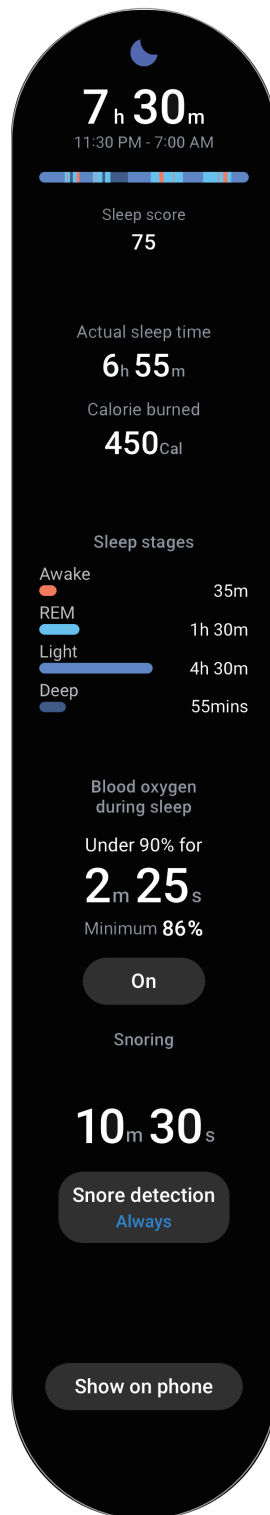 7h 30m
11:30 PM - 7:00 AM
Sleep score
75
Actual sleep time
6h 55m
Calorie burned
450Cal
Sleep stages
Awake
35m
REM
1h 30m
Light
4h 30m
Deep
55mins
Blood oxygen
during sleep
Under 90% for
2m 25s
Minimum 86%
On
Snoring
10m 30s
Snore detection
Always
Show on phone